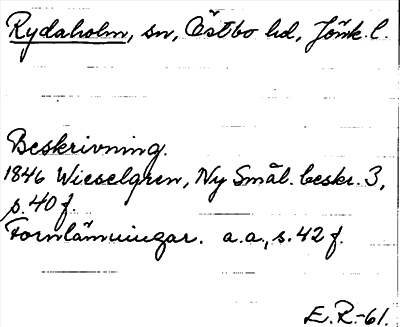 Rydaholm, sn, Östbo hd, Jönk. l.
Beskrivning.
1846 Wieselgren, Ny Smål. beskr. 3,
s. 40 f.
Fornlämningar. a.a., s. 42 f.
E.R.-61.